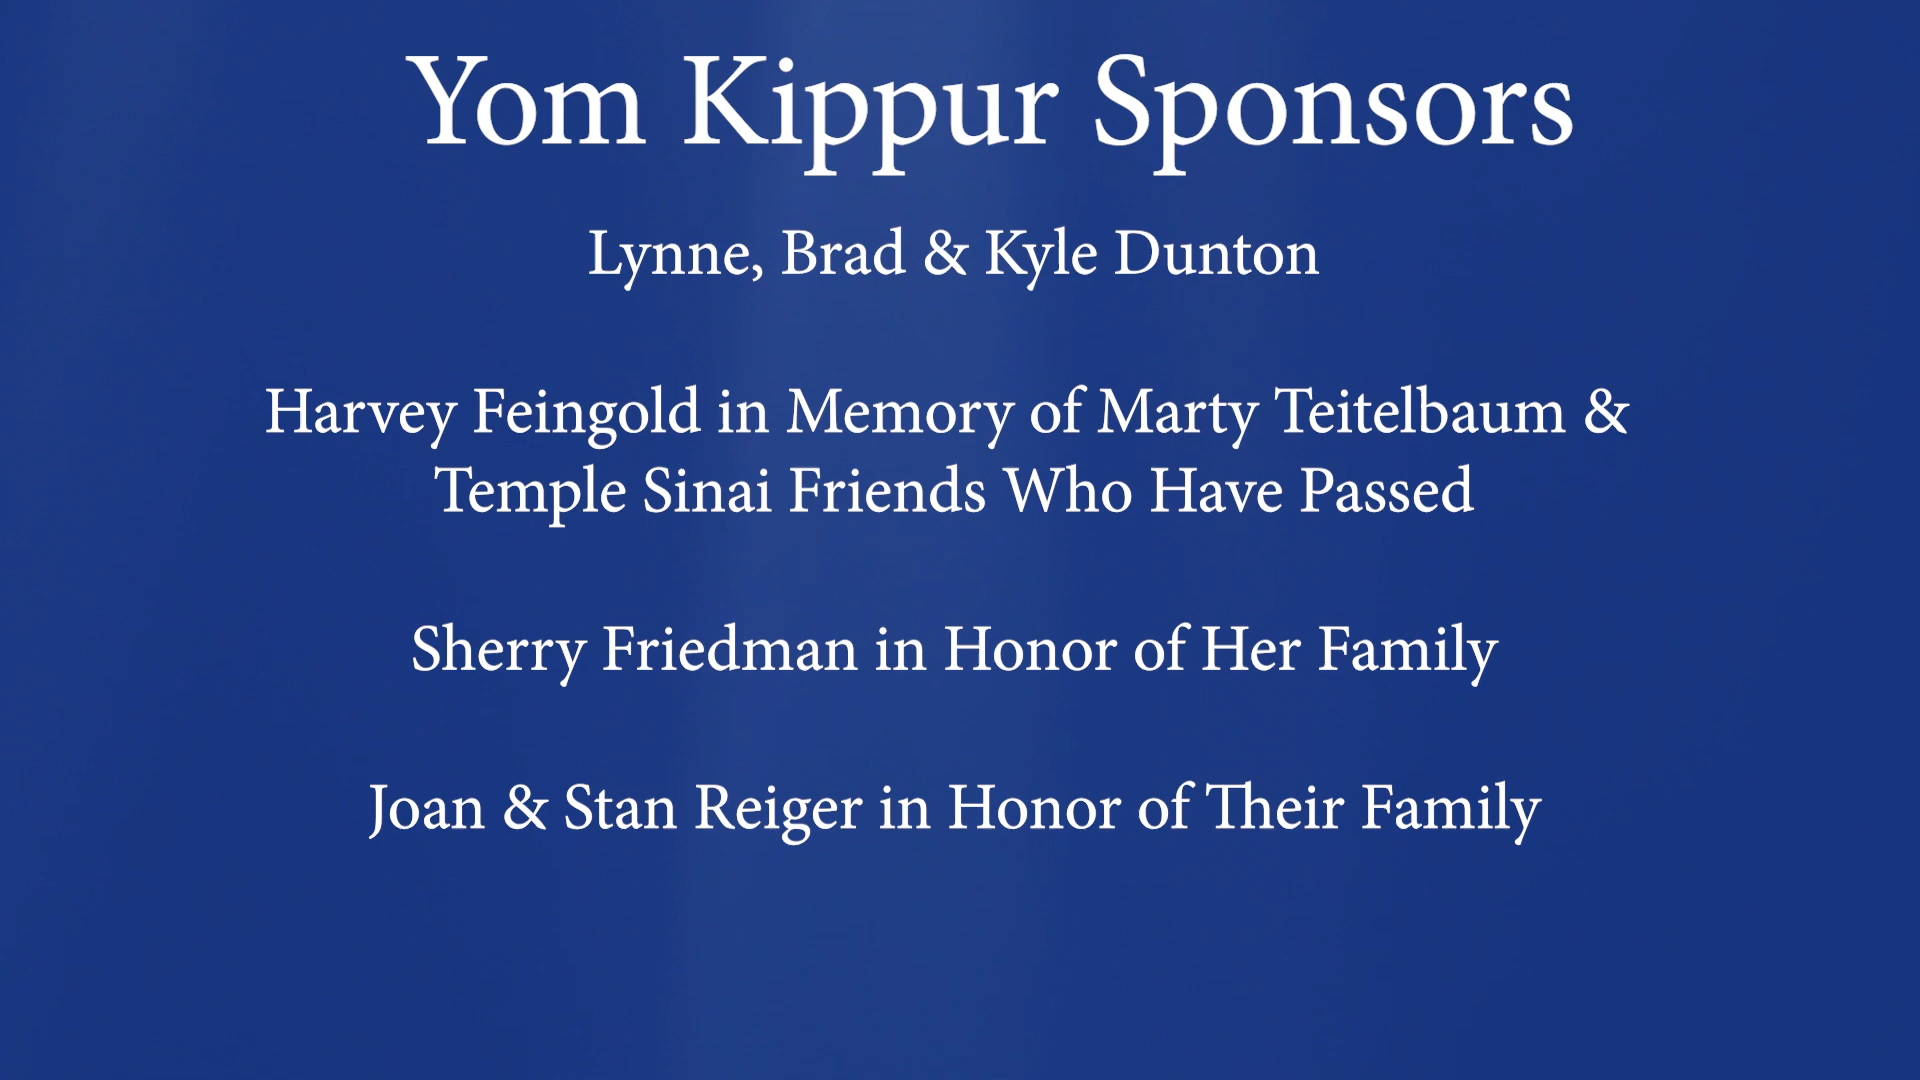 Yom Kippur Sponsors
Lynne, Brad & Kyle Dunton
Harvey Feingold in Memory of Marty Teitelbaum &
Temple Sinai Friends Who Have Passed
Sherry Friedman in Honor of Her Family
Joan & Stan Reiger in Honor of Their Family